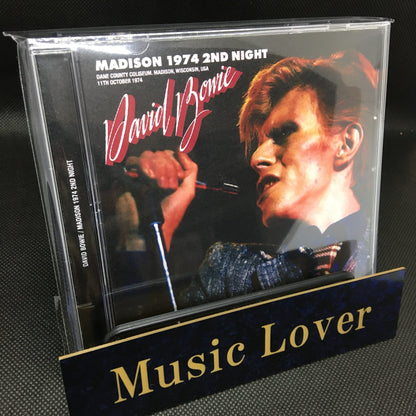 MADISON 1974 2ND NIGHT
DANE COUNTY COLISEUM, MADISON, WISCONSIN, USA
11TH OCTOBER 1974
David Bowie
DAVID BOWIE / MADISON 1974 2ND NIGHT
Music Lover